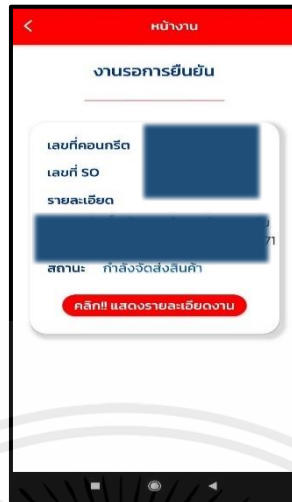 หน้างาน
งานรอการยืนยัน
เลขที่คอนกรีต
เลขที่ SO
รายละเอียด
71
สถานะ กำลังจัดส่งสินค้า
คลิก!! แสดงรายละเอียดงาน